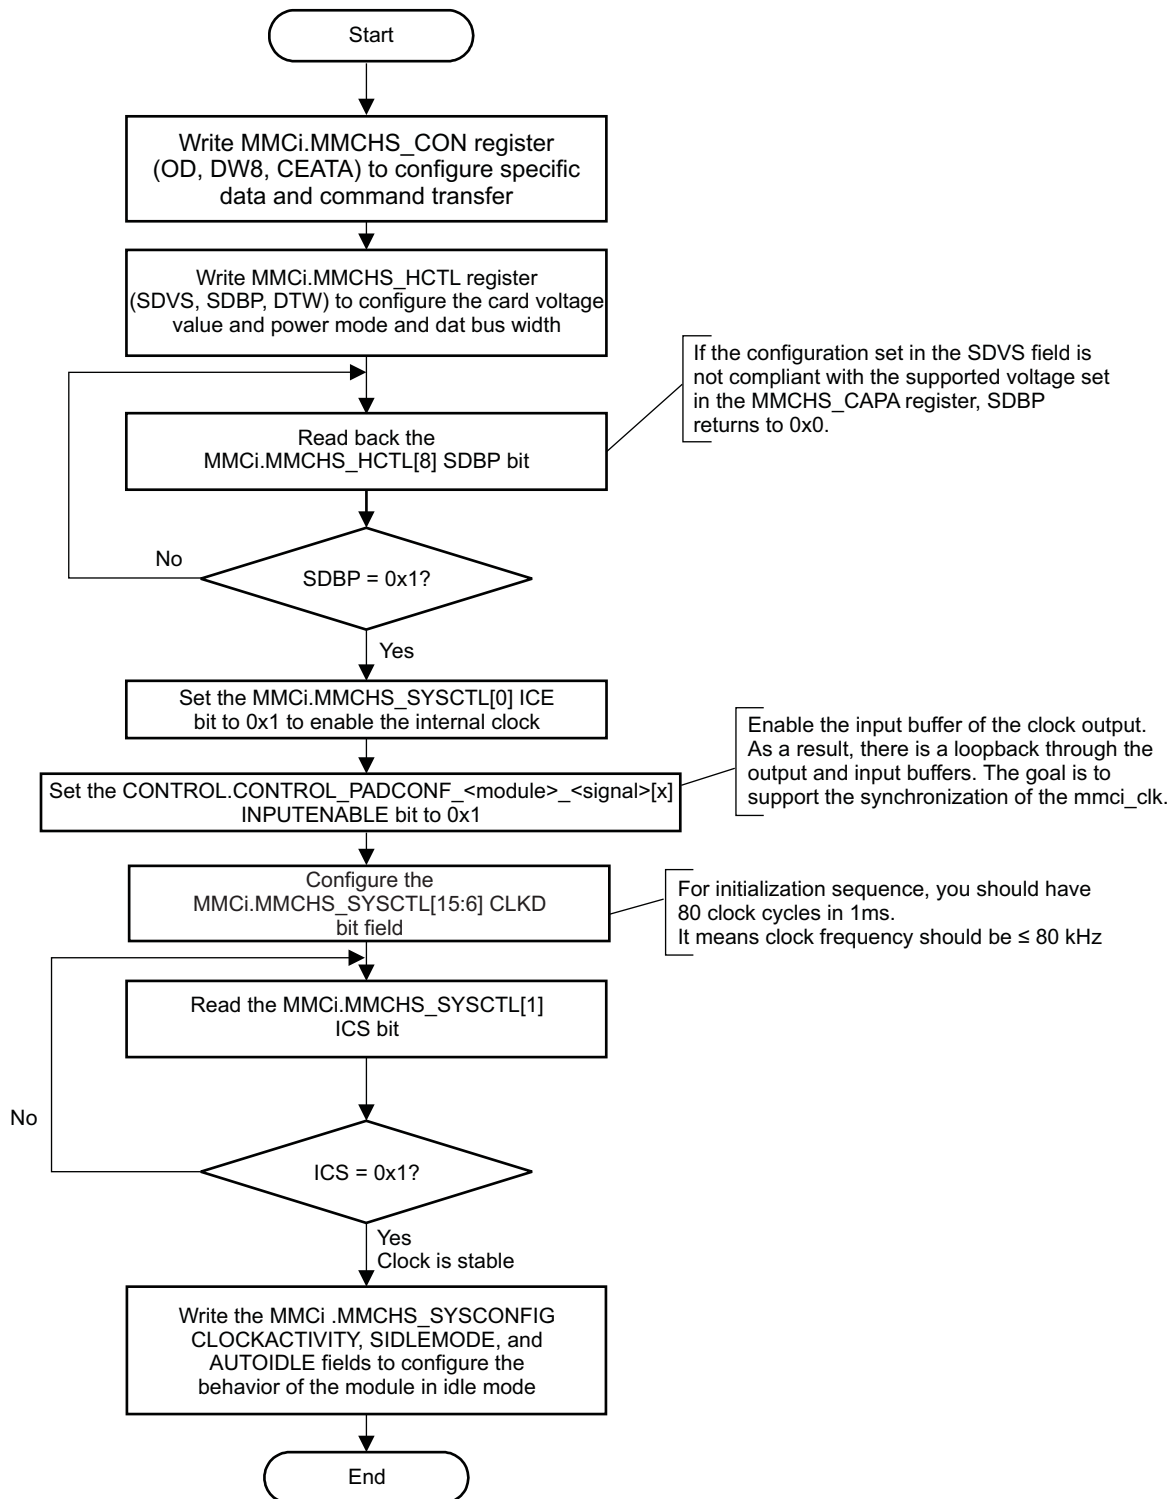 Start
Write MMCi.MMCHS_CON register
(OD, DW8, CEATA) to configure specific
data and command transfer
Write MMCi.MMCHS_HCTL register
(SDVS, SDBP, DTW) to configure the card voltage
value and power mode and dat bus width
If the configuration set in the SDVS field is
not compliant with the supported voltage set
in the MMCHS_CAPA register, SDBP
returns to 0x0.
Read back the
MMCi.MMCHS_HCTL[8] SDBP bit
No
SDBP = 0x1?
Yes
Set the MMCi.MMCHS_SYSCTL[0] ICE
bit to 0x1 to enable the internal clock
Enable the input buffer of the clock output.
As a result, there is a loopback through the
output and input buffers. The goal is to
support the synchronization of the mmci_clk.
Set the CONTROL.CONTROL_PADCONF_<module>_<signal>[x]
INPUTENABLE bit to 0x1
Configure the
MMCi.MMCHS_SYSCTL[15:6] CLKD
bit field
For initialization sequence, you should have
80 clock cycles in 1ms.
It means clock frequency should be ≤ 80 kHz
Read the MMCi.MMCHS_SYSCTL[1]
ICS bit
No
ICS = 0x1?
Yes
Clock is stable
Write the MMCi .MMCHS_SYSCONFIG
CLOCKACTIVITY, SIDLEMODE, and
AUTOIDLE fields to configure the
behavior of the module in idle mode
End